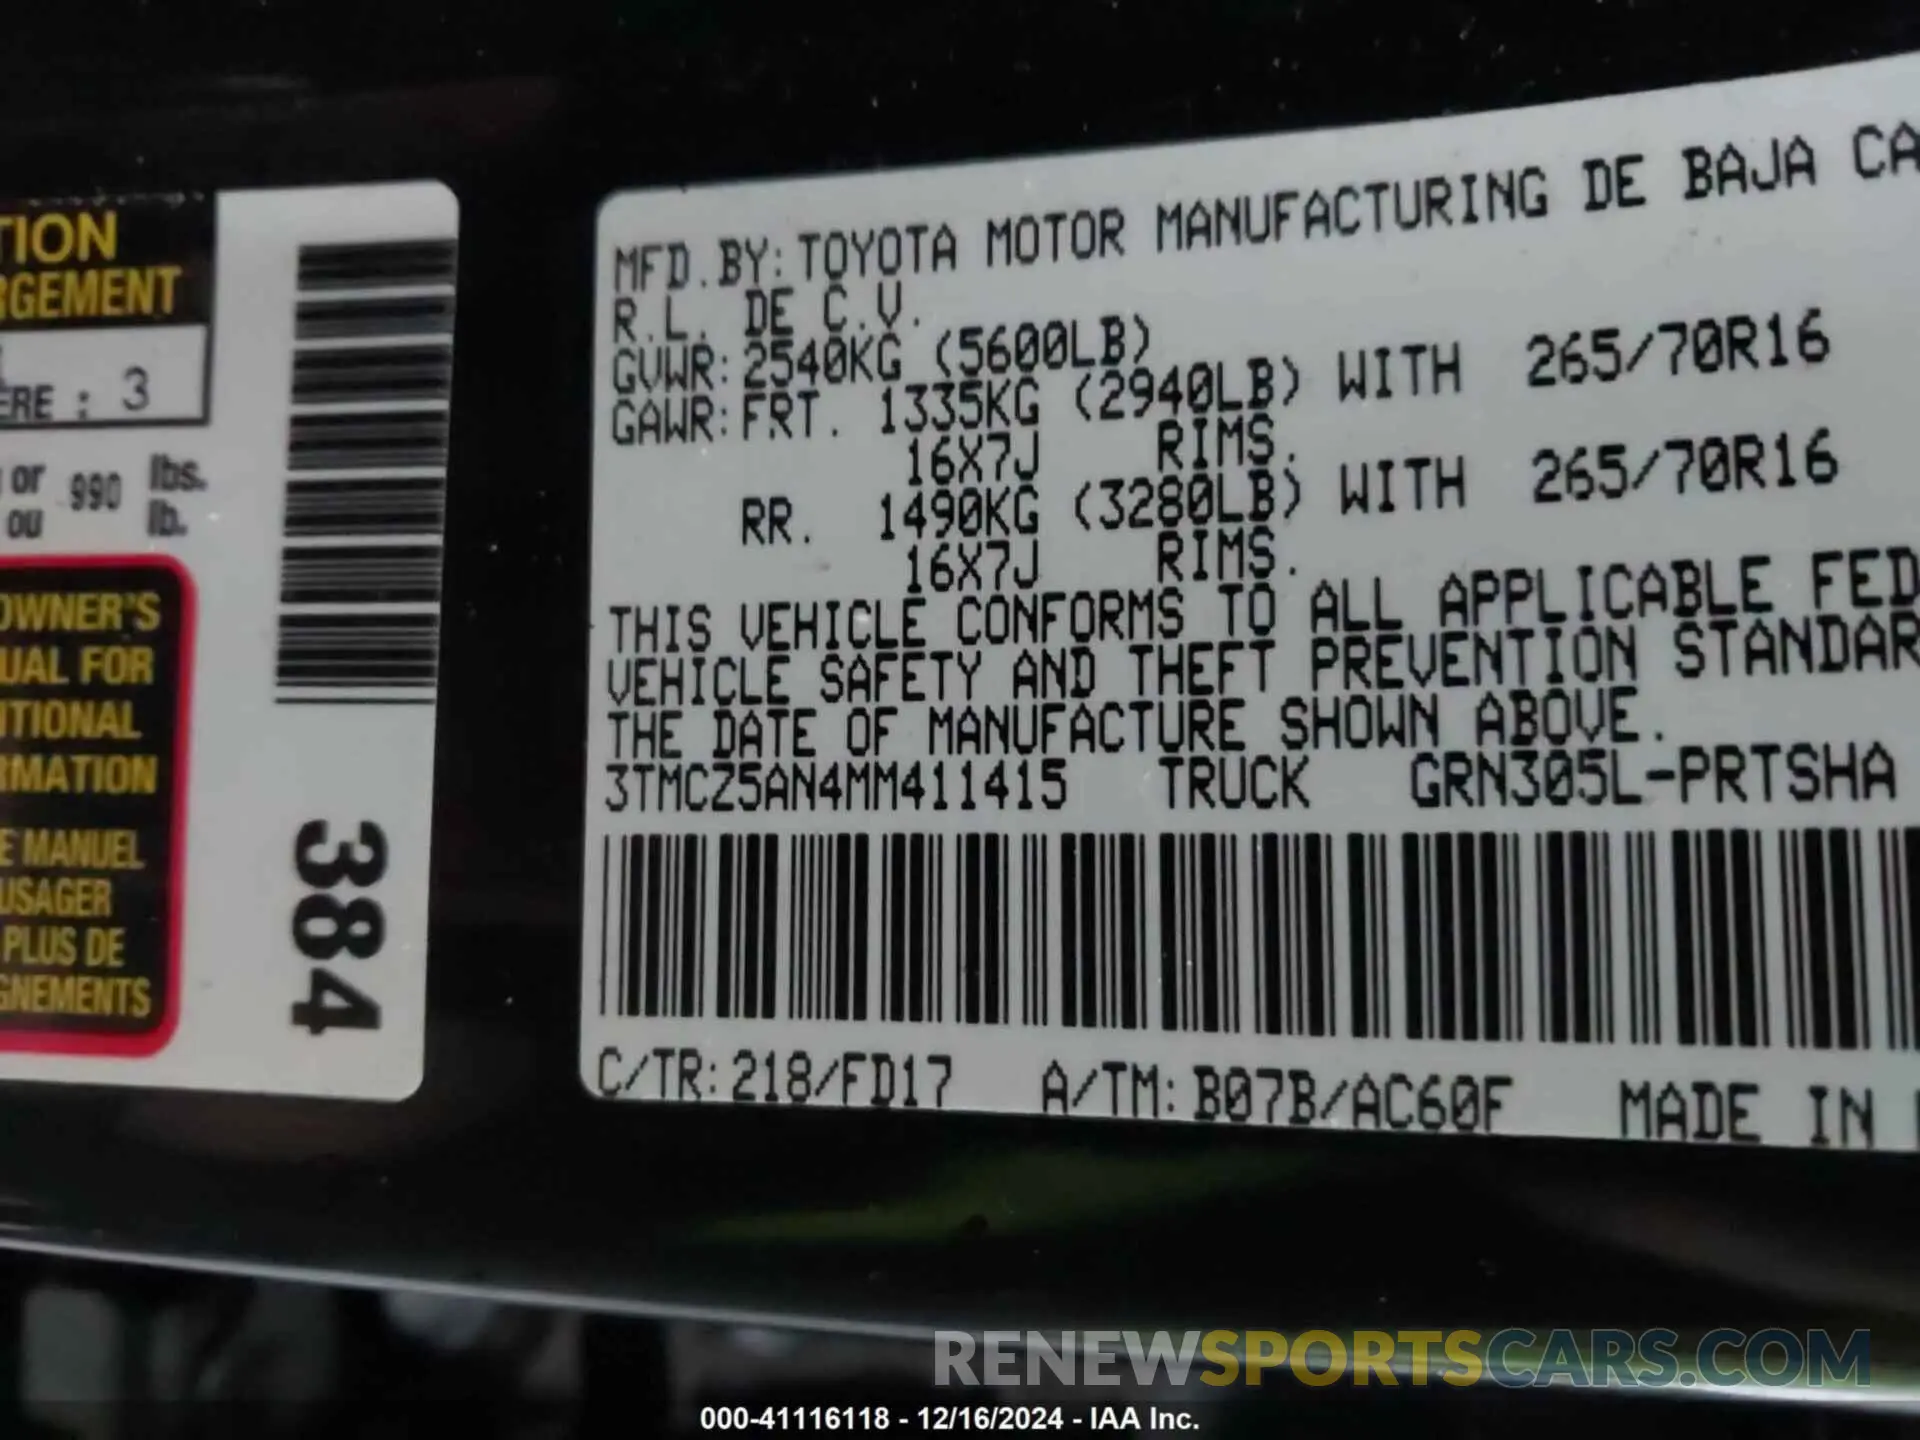 TION
RGEMENT
ERE : 3
or 990 lbs.
ou lb.
OWNER'S
UAL FOR
ITIONAL
RMATION
E MANUEL
USAGER
PLUS DE
GNEMENTS
384
MFD.BY:TOYOTA MOTOR MANUFACTURING DE BAJA CA
R.L. DE C.V.
GVWR:2540KG (5600LB)
GAWR:FRT. 1335KG (2940LB) WITH 265/70R16
16X7J RIMS.
RR. 1490KG (3280LB) WITH 265/70R16
16X7J RIMS.
THIS VEHICLE CONFORMS TO ALL APPLICABLE FED
VEHICLE SAFETY AND THEFT PREVENTION STANDAR
THE DATE OF MANUFACTURE SHOWN ABOVE.
3TMCZ5AN4MM411415 TRUCK GRN305L-PRTSHA
C/TR:218/FD17 A/TM:B07B/AC60F MADE IN
RENEWSPORTSCARS.COM
000-41116118 - 12/16/2024 - IAA Inc.